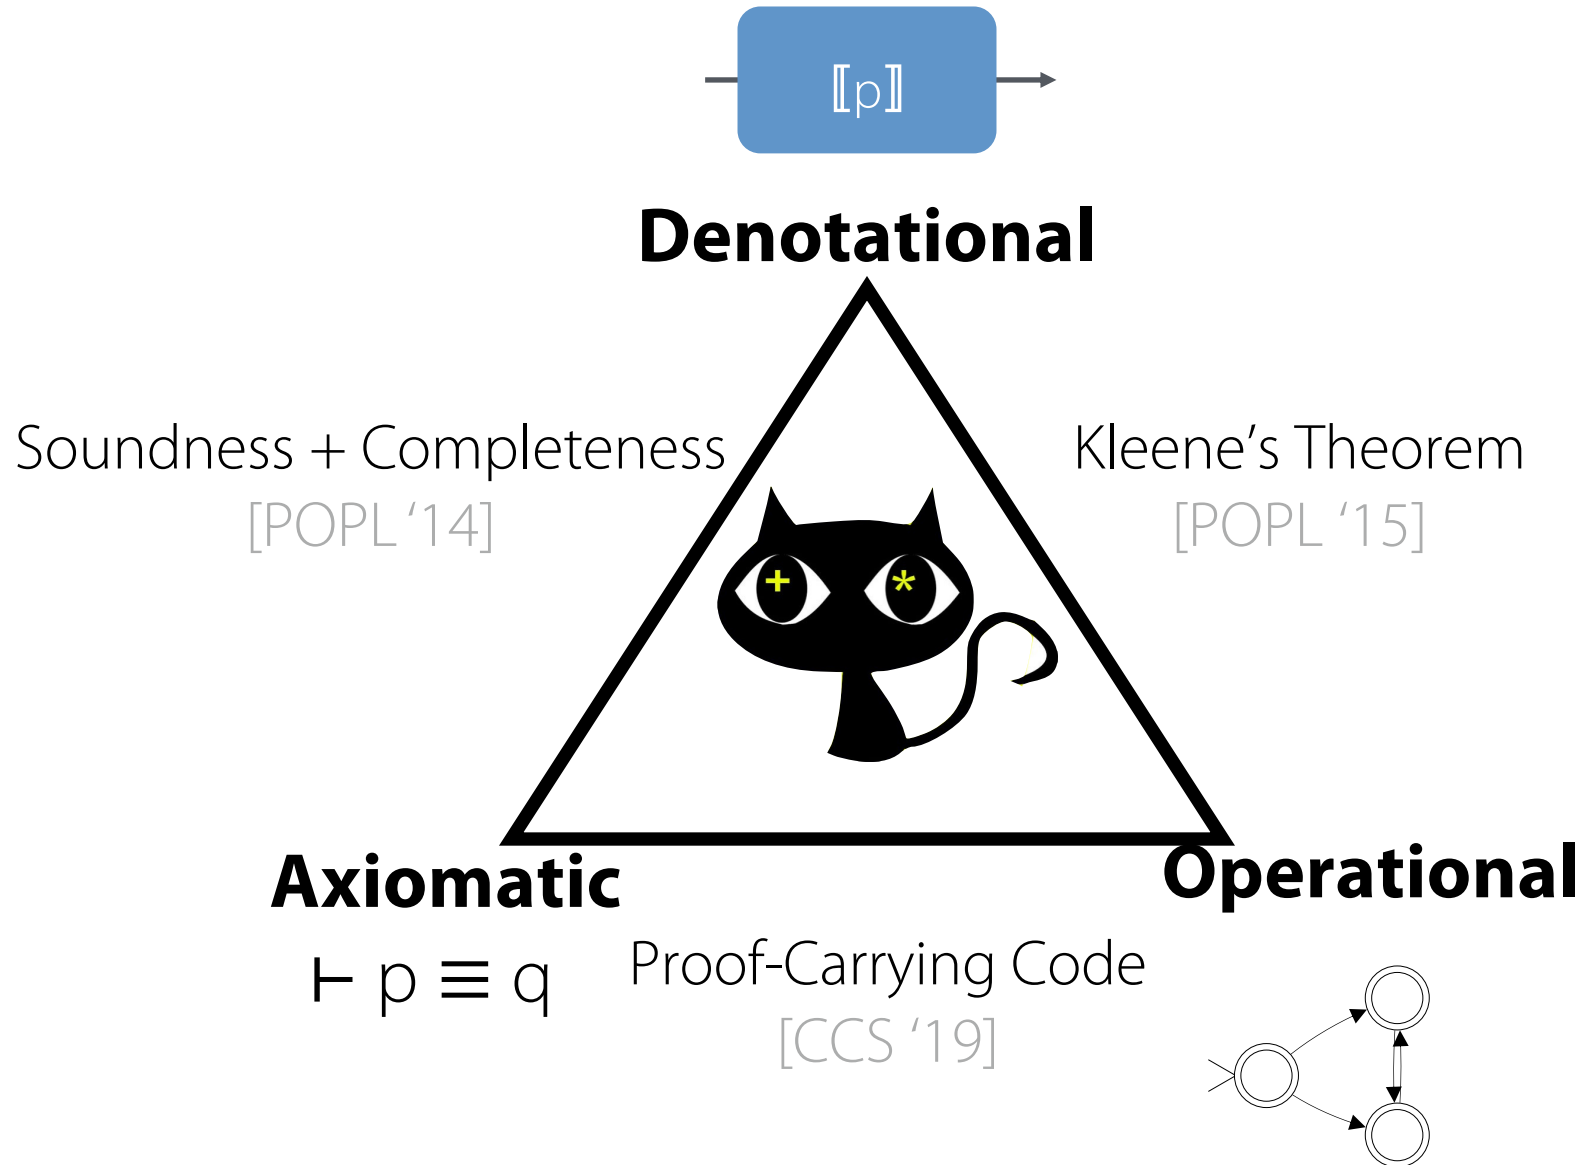 ⟦p⟧
Denotational
Soundness + Completeness
[POPL ‘14]
Kleene’s Theorem
[POPL ‘15]
+ *
Axiomatic
Operational
⊢ p ≡ q
Proof-Carrying Code
[CCS ‘19]